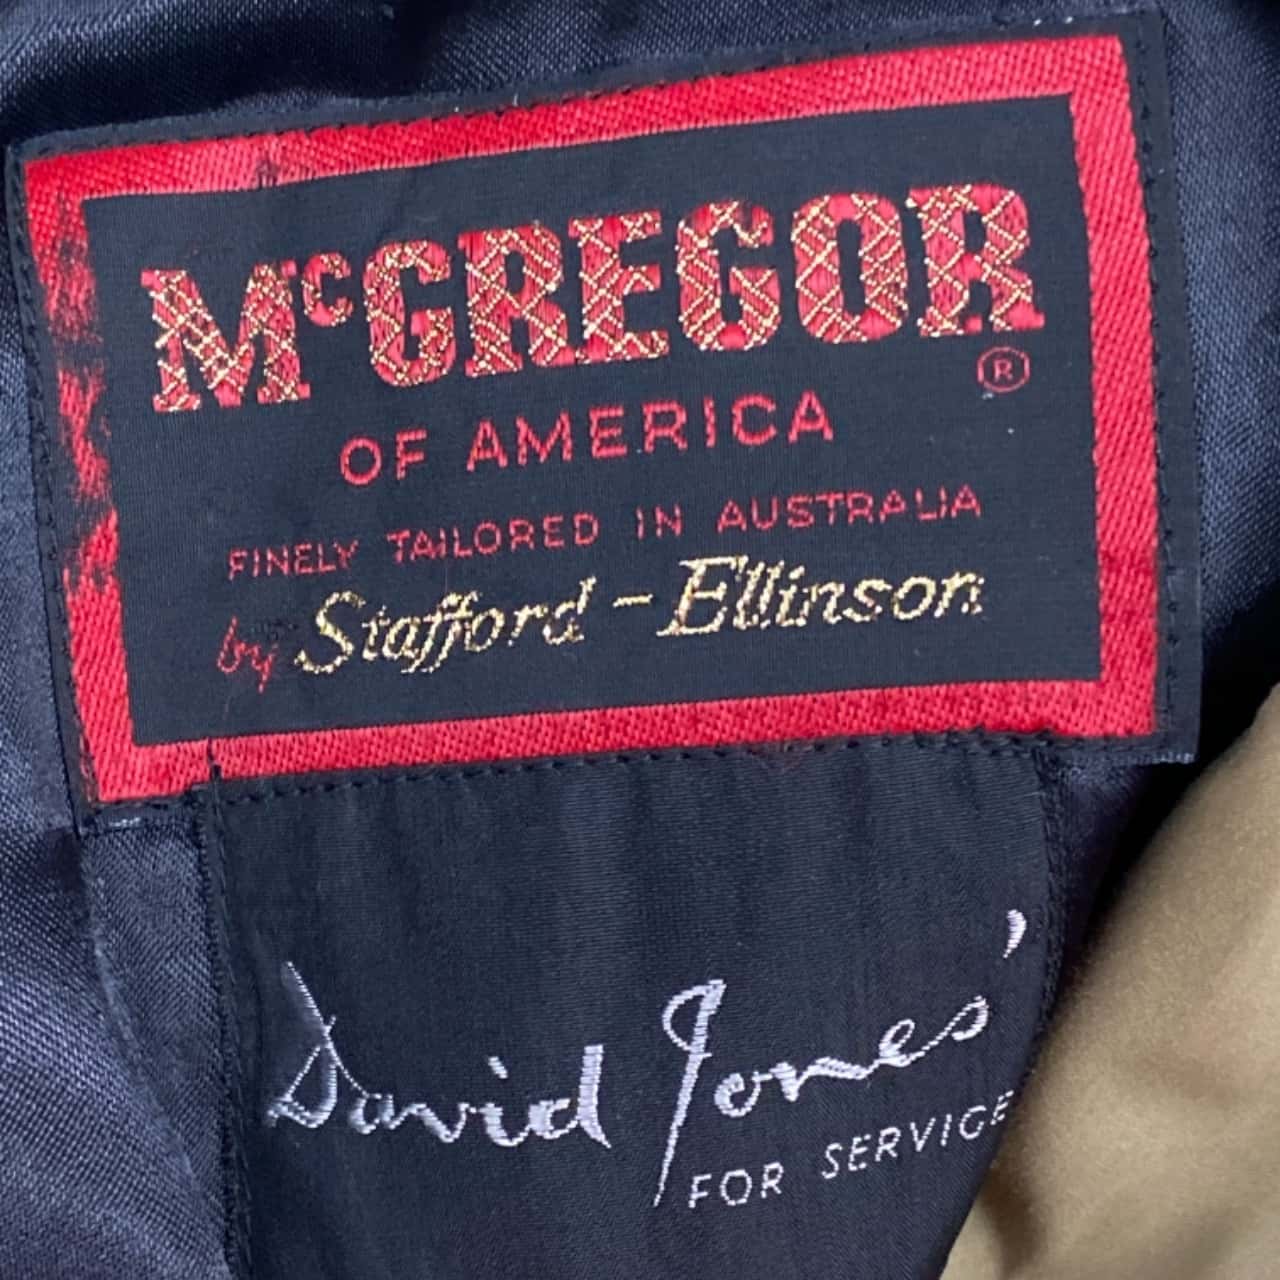 McGREGOR
®
OF AMERICA
FINELY TAILORED IN AUSTRALIA
by Stafford-Ellinson
David Jones'
FOR SERVICE